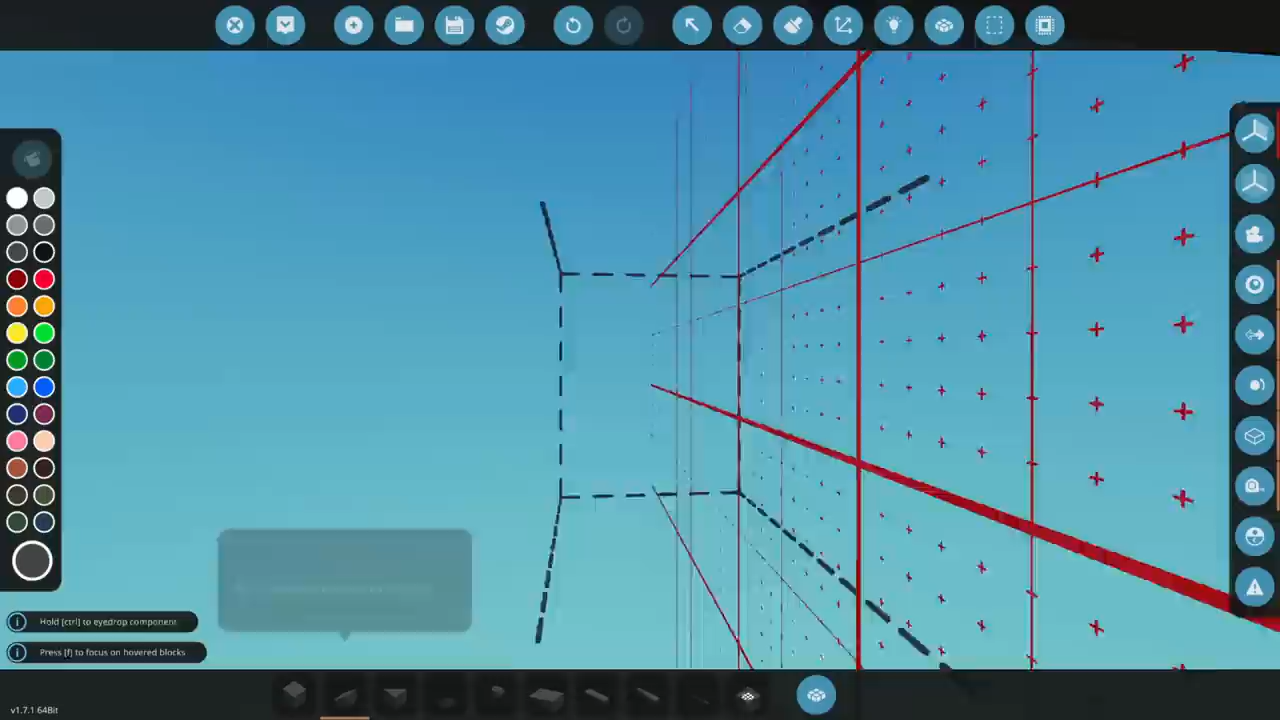 Hold [ctrl] to eyedrop component
Press [f] to focus on hovered blocks
v1.7.1 64Bit